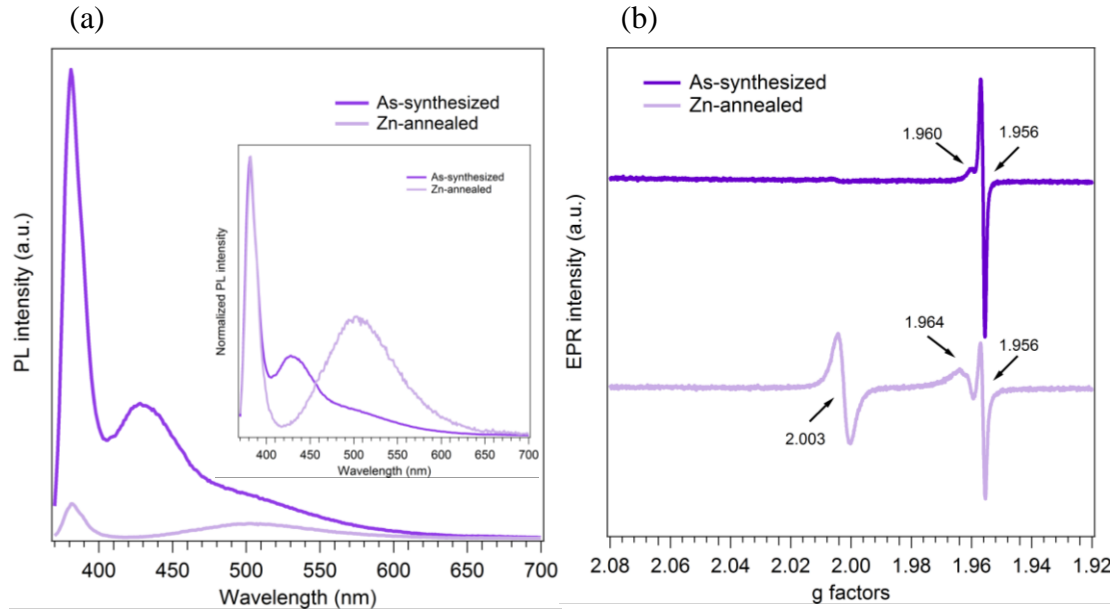 (a)
PL intensity (a.u.)
As-synthesized
Zn-annealed
Normalized PL intensity
As-synthesized
Zn-annealed
400 450 500 550 600 650 700
Wavelength (nm)
400 450 500 550 600 650 700
Wavelength (nm)
(b)
EPR intensity (a.u.)
As-synthesized
Zn-annealed
1.960
1.956
1.964
1.956
2.003
2.08 2.06 2.04 2.02 2.00 1.98 1.96 1.94 1.92
g factors